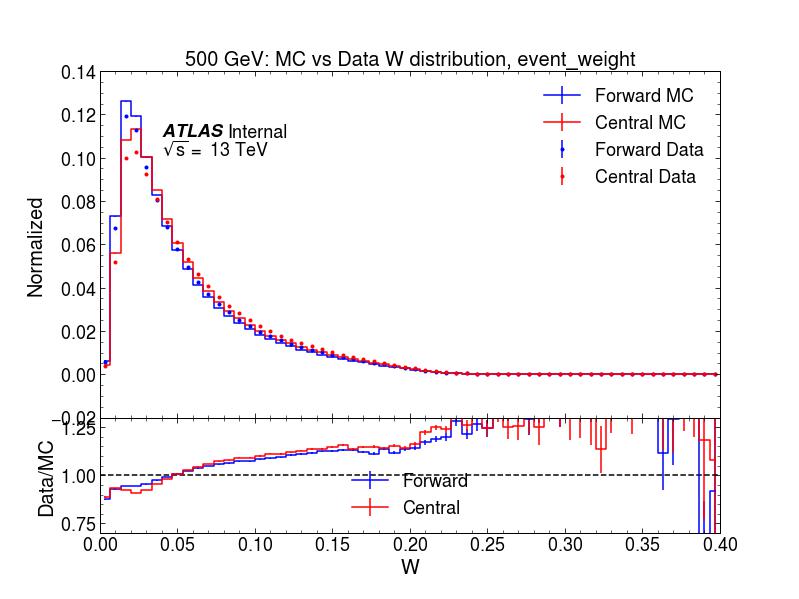 500 GeV: MC vs Data W distribution, event_weight
0.14
0.12
0.10
0.08
0.06
0.04
0.02
0.00
−0.02
Normalized
ATLAS Internal
√s = 13 TeV
Forward MC
Central MC
Forward Data
Central Data
1.25
1.00
0.75
Data/MC
Forward
Central
0.00 0.05 0.10 0.15 0.20 0.25 0.30 0.35 0.40
W